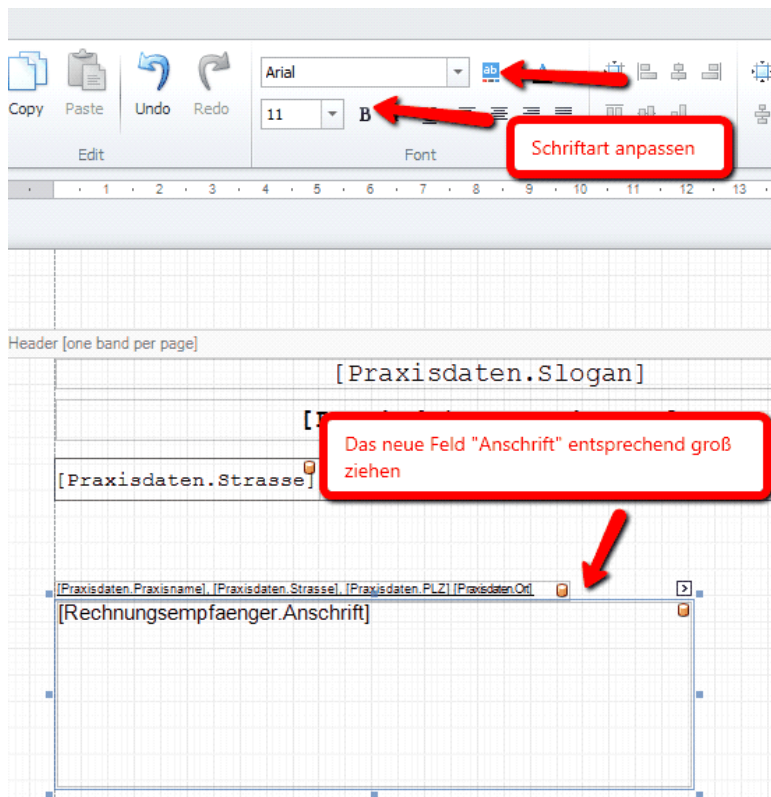 Arial
ab
A
Copy Paste Undo Redo
11
B
Schriftart anpassen
Edit
Font
1 2 3 4 5 6 7 8 9 10 11 12 13
Header [one band per page]
[Praxisdaten.Slogan]
Das neue Feld "Anschrift" entsprechend groß
ziehen
[Praxisdaten.Strasse]
[Praxisdaten.Praxisname], [Praxisdaten.Strasse], [Praxisdaten.PLZ] [Praxisdaten.Ort]
[Rechnungsempfaenger.Anschrift]